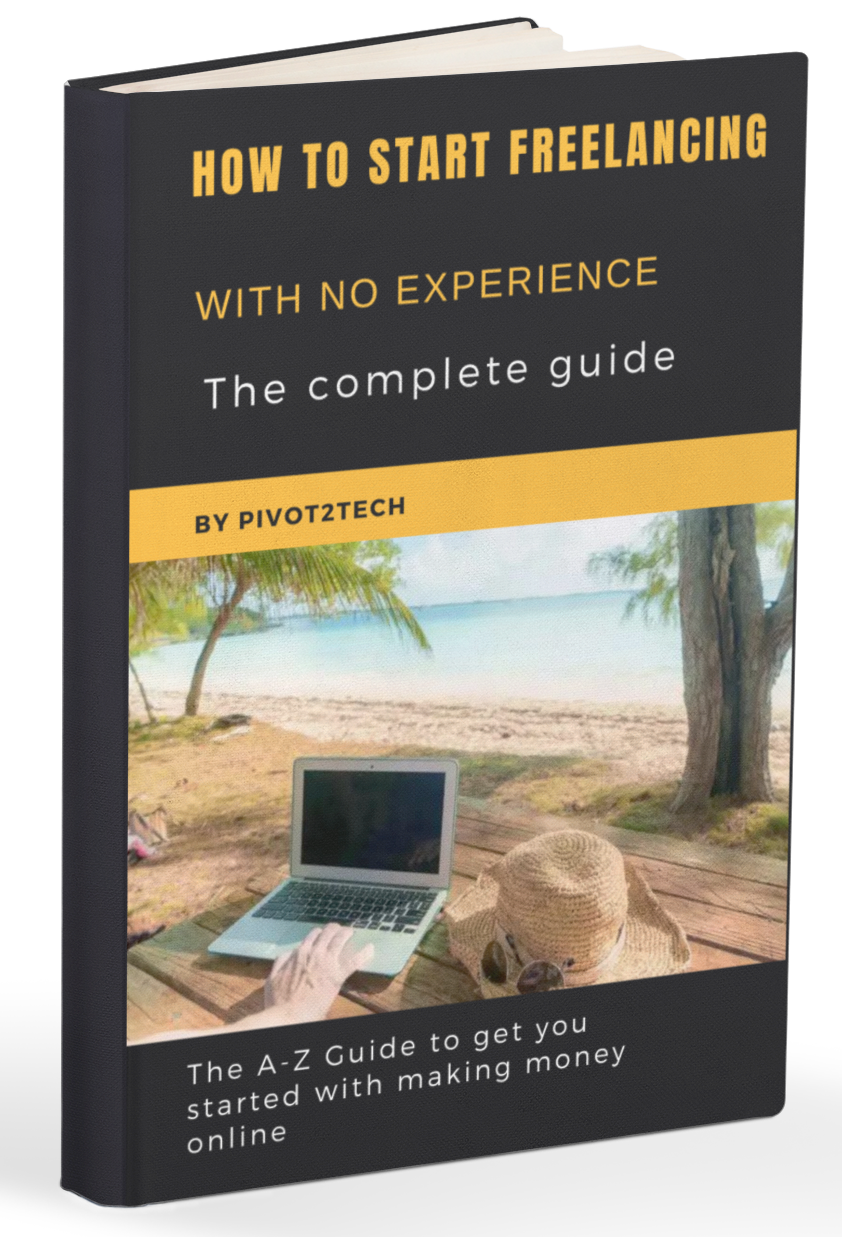 HOW TO START FREELANCING
WITH NO EXPERIENCE
The complete guide
BY PIVOT2TECH
The A-Z Guide to get you
started with making money
online